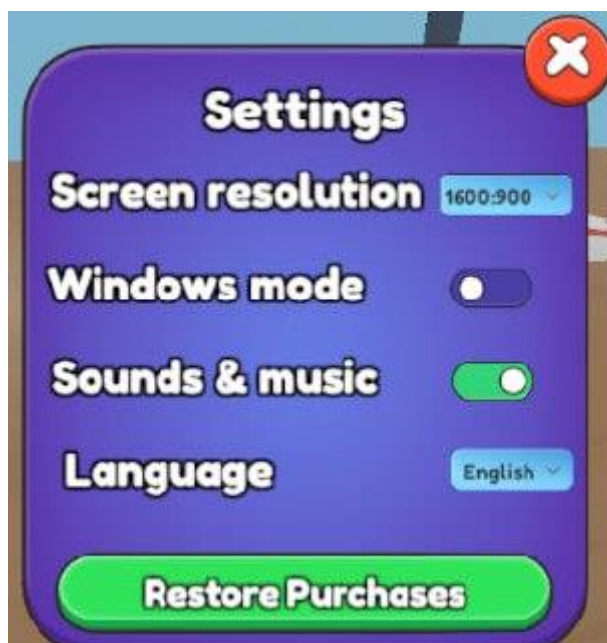 Settings
Screen resolution 1600:900
Windows mode
Sounds & music
Language English
Restore Purchases